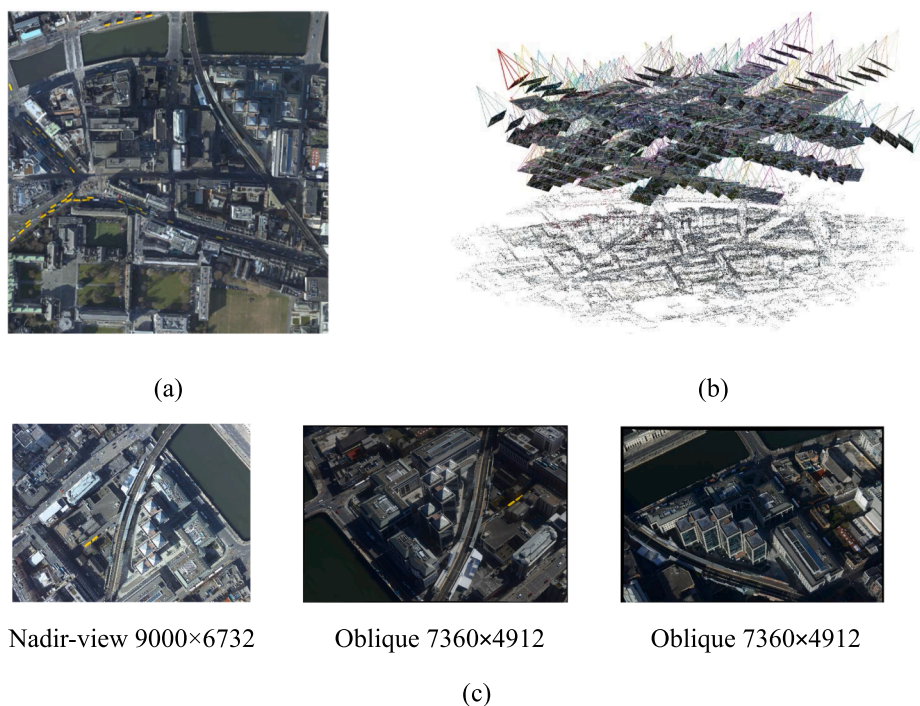 (a)
(b)
Nadir-view 9000×6732
Oblique 7360×4912
Oblique 7360×4912
(c)